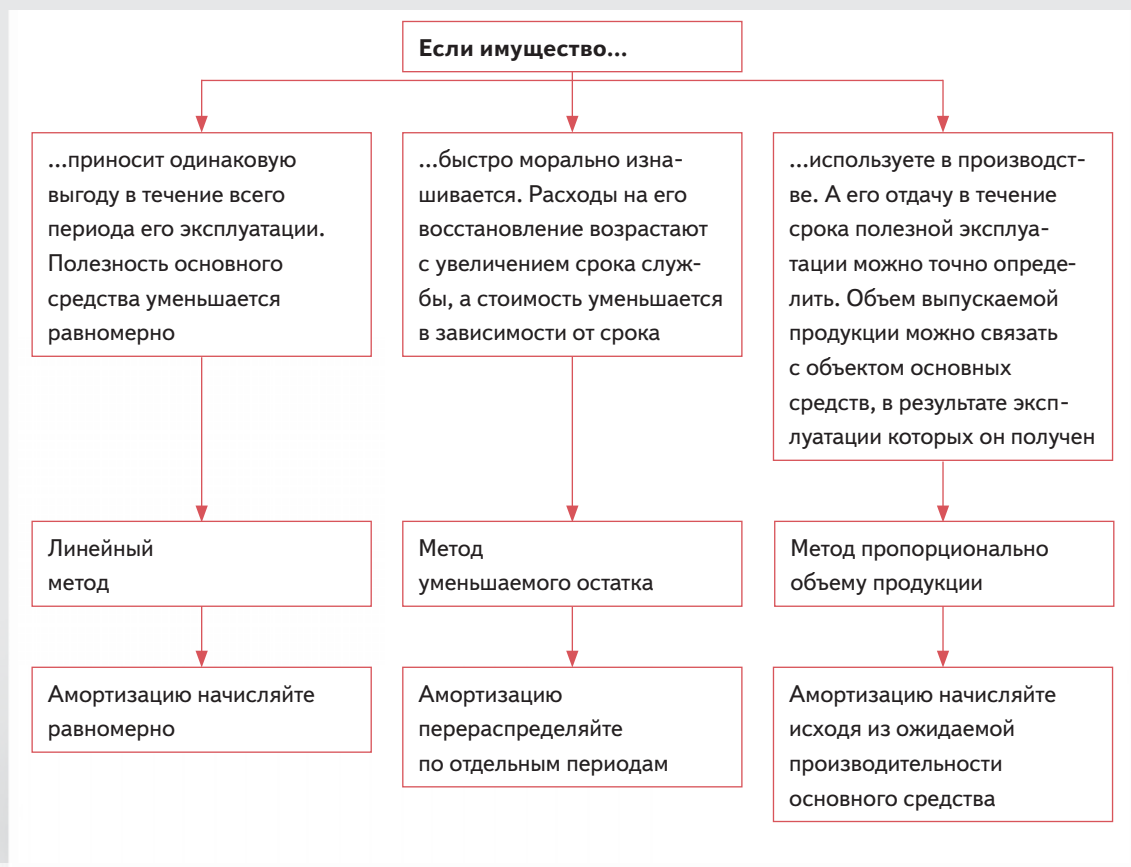 Если имущество...
...приносит одинаковую
выгоду в течение всего
периода его эксплуатации.
Полезность основного
средства уменьшается
равномерно
...быстро морально изна-
шивается. Расходы на его
восстановление возрастают
с увеличением срока служ-
бы, а стоимость уменьшается
в зависимости от срока
...используете в производст-
ве. А его отдачу в течение
срока полезной эксплуа-
тации можно точно опреде-
лить. Объем выпускаемой
продукции можно связать
с объектом основных
средств, в результате эксп-
луатации которых он получен
Линейный
метод
Метод
уменьшаемого остатка
Метод пропорционально
объему продукции
Амортизацию начисляйте
равномерно
Амортизацию
перераспределяйте
по отдельным периодам
Амортизацию начисляйте
исходя из ожидаемой
производительности
основного средства